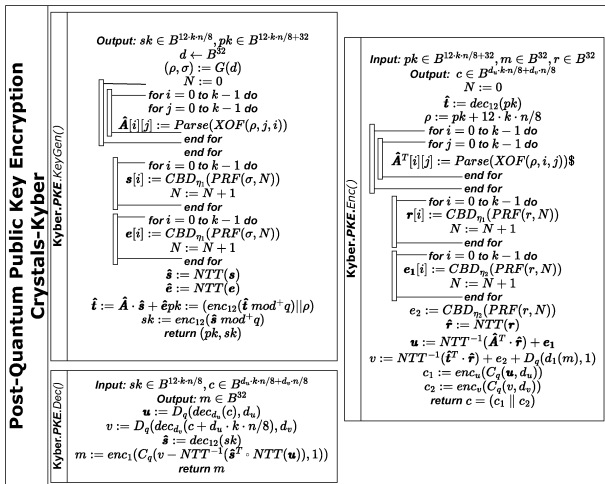 Post-Quantum Public Key Encryption
Crystals-Kyber
Kyber.PKE.KeyGen()
Output: sk ∈ B^{12·k·n/8}, pk ∈ B^{12·k·n/8+32}
d ← B^{32}
(ρ, σ) := G(d)
N := 0
for i = 0 to k − 1 do
for j = 0 to k − 1 do
Â[i][j] := Parse(XOF(ρ, j, i))
end for
end for
for i = 0 to k − 1 do
s[i] := CBD_{η_1}(PRF(σ, N))
N := N + 1
end for
for i = 0 to k − 1 do
e[i] := CBD_{η_1}(PRF(σ, N))
N := N + 1
end for
ŝ := NTT(s)
ê := NTT(e)
t̂ := Â · ŝ + êpk := (enc_{12}(t̂ mod^+q)||ρ)
sk := enc_{12}(ŝ mod^+q)
return (pk, sk)
Kyber.PKE.Dec()
Input: sk ∈ B^{12·k·n/8}, c ∈ B^{d_u·k·n/8+d_v·n/8}
Output: m ∈ B^{32}
u := D_q(dec_{d_u}(c), d_u)
v := D_q(dec_{d_v}(c + d_u · k · n/8), d_v)
ŝ := dec_{12}(sk)
m := enc_1(C_q(v − NTT^{−1}(ŝ^T ∘ NTT(u)), 1))
return m
Kyber.PKE.Enc()
Input: pk ∈ B^{12·k·n/8+32}, m ∈ B^{32}, r ∈ B^{32}
Output: c ∈ B^{d_u·k·n/8+d_v·n/8}
N := 0
t̂ := dec_{12}(pk)
ρ := pk + 12 · k · n/8
for i = 0 to k − 1 do
for j = 0 to k − 1 do
Â^T[i][j] := Parse(XOF(ρ, i, j))$
end for
end for
for i = 0 to k − 1 do
r[i] := CBD_{η_1}(PRF(r, N))
N := N + 1
end for
for i = 0 to k − 1 do
e_1[i] := CBD_{η_2}(PRF(r, N))
N := N + 1
end for
e_2 := CBD_{η_2}(PRF(r, N))
r̂ := NTT(r)
u := NTT^{−1}(Â^T · r̂) + e_1
v := NTT^{−1}(t̂^T · r̂) + e_2 + D_q(d_1(m), 1)
c_1 := enc_u(C_q(u, d_u))
c_2 := enc_v(C_q(v, d_v))
return c = (c_1 ∥ c_2)